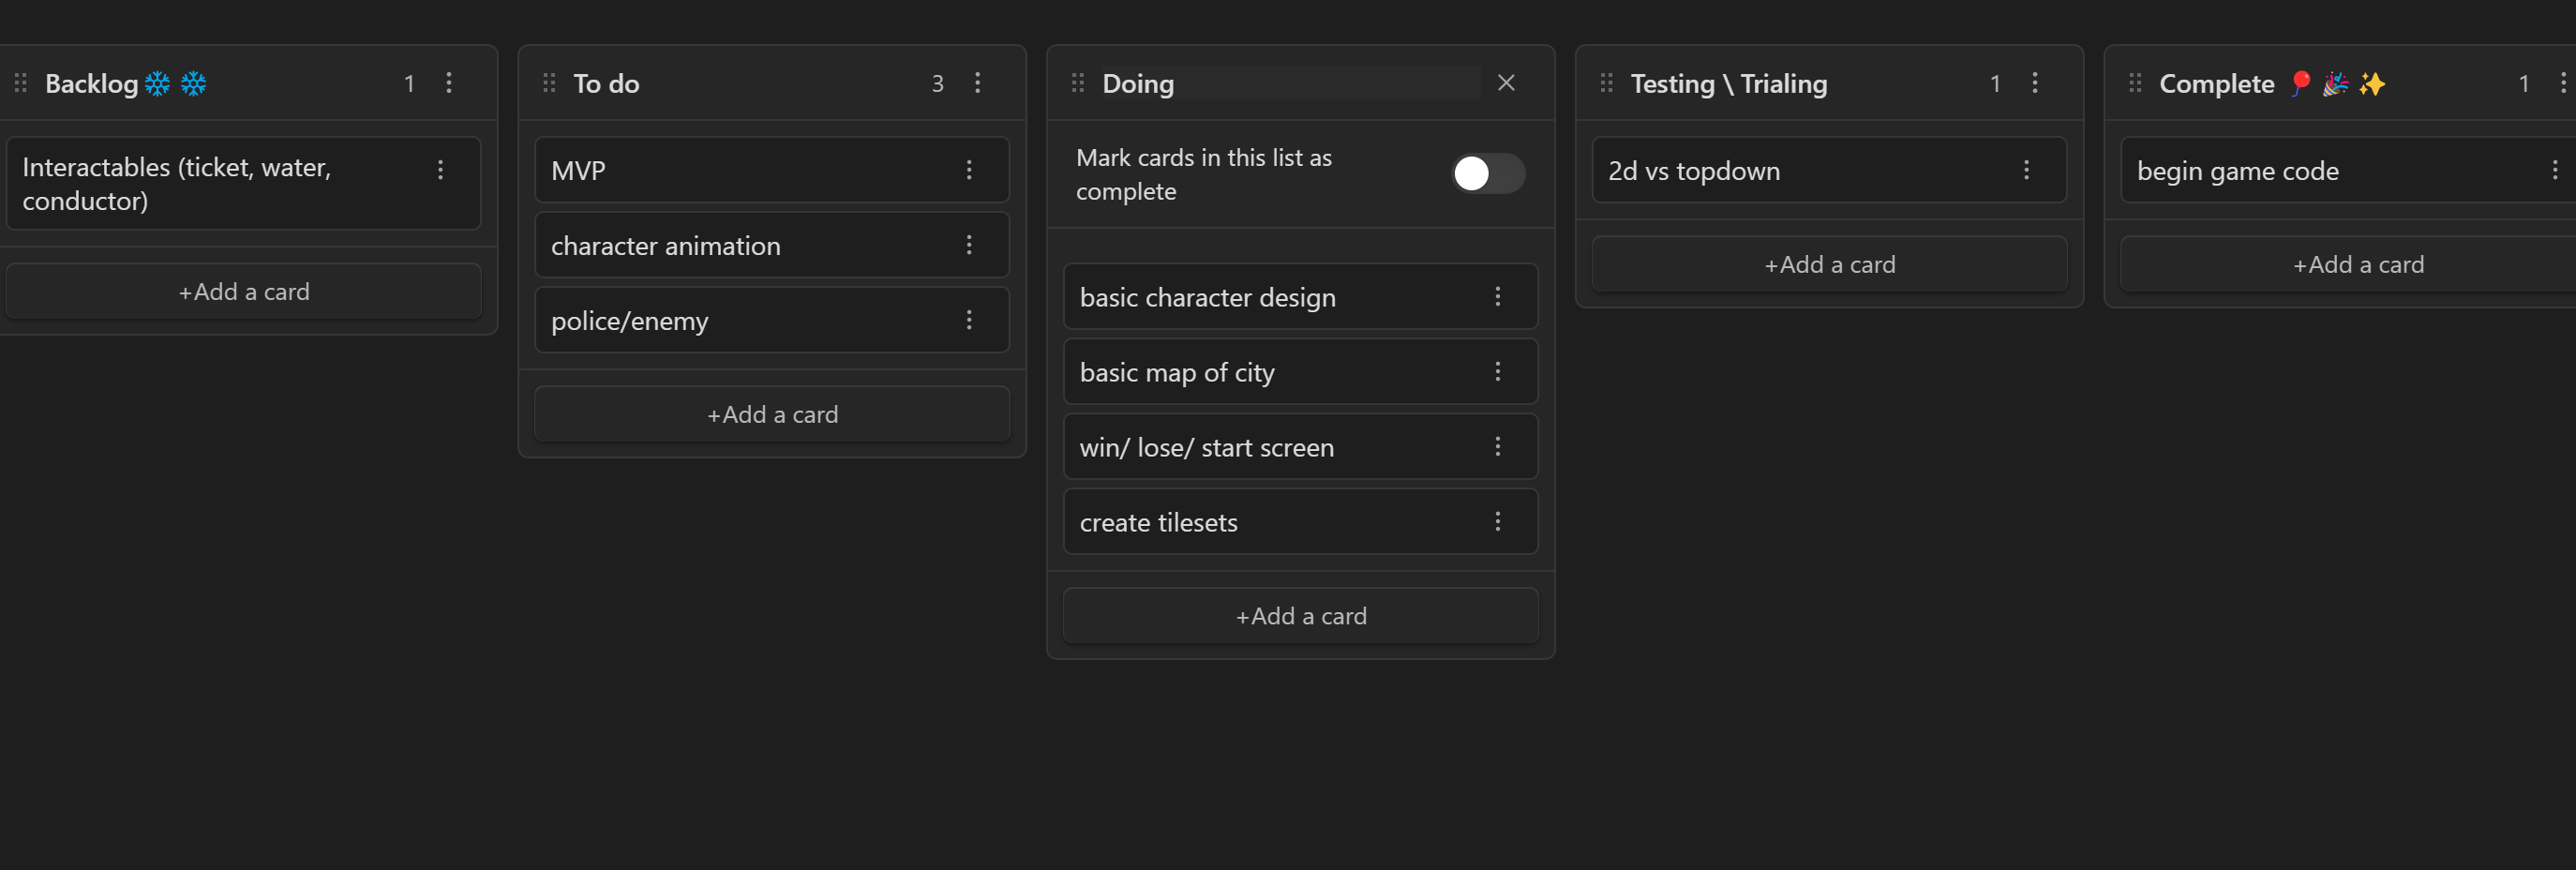 Backlog❄️ ❄️
1
Interactables (ticket, water,
conductor)
+Add a card
To do
3
MVP
character animation
police/enemy
+Add a card
Doing
Mark cards in this list as
complete
basic character design
basic map of city
win/ lose/ start screen
create tilesets
+Add a card
Testing \ Trialing
1
2d vs topdown
+Add a card
Complete 🎈 🎉 ✨
1
begin game code
+Add a card